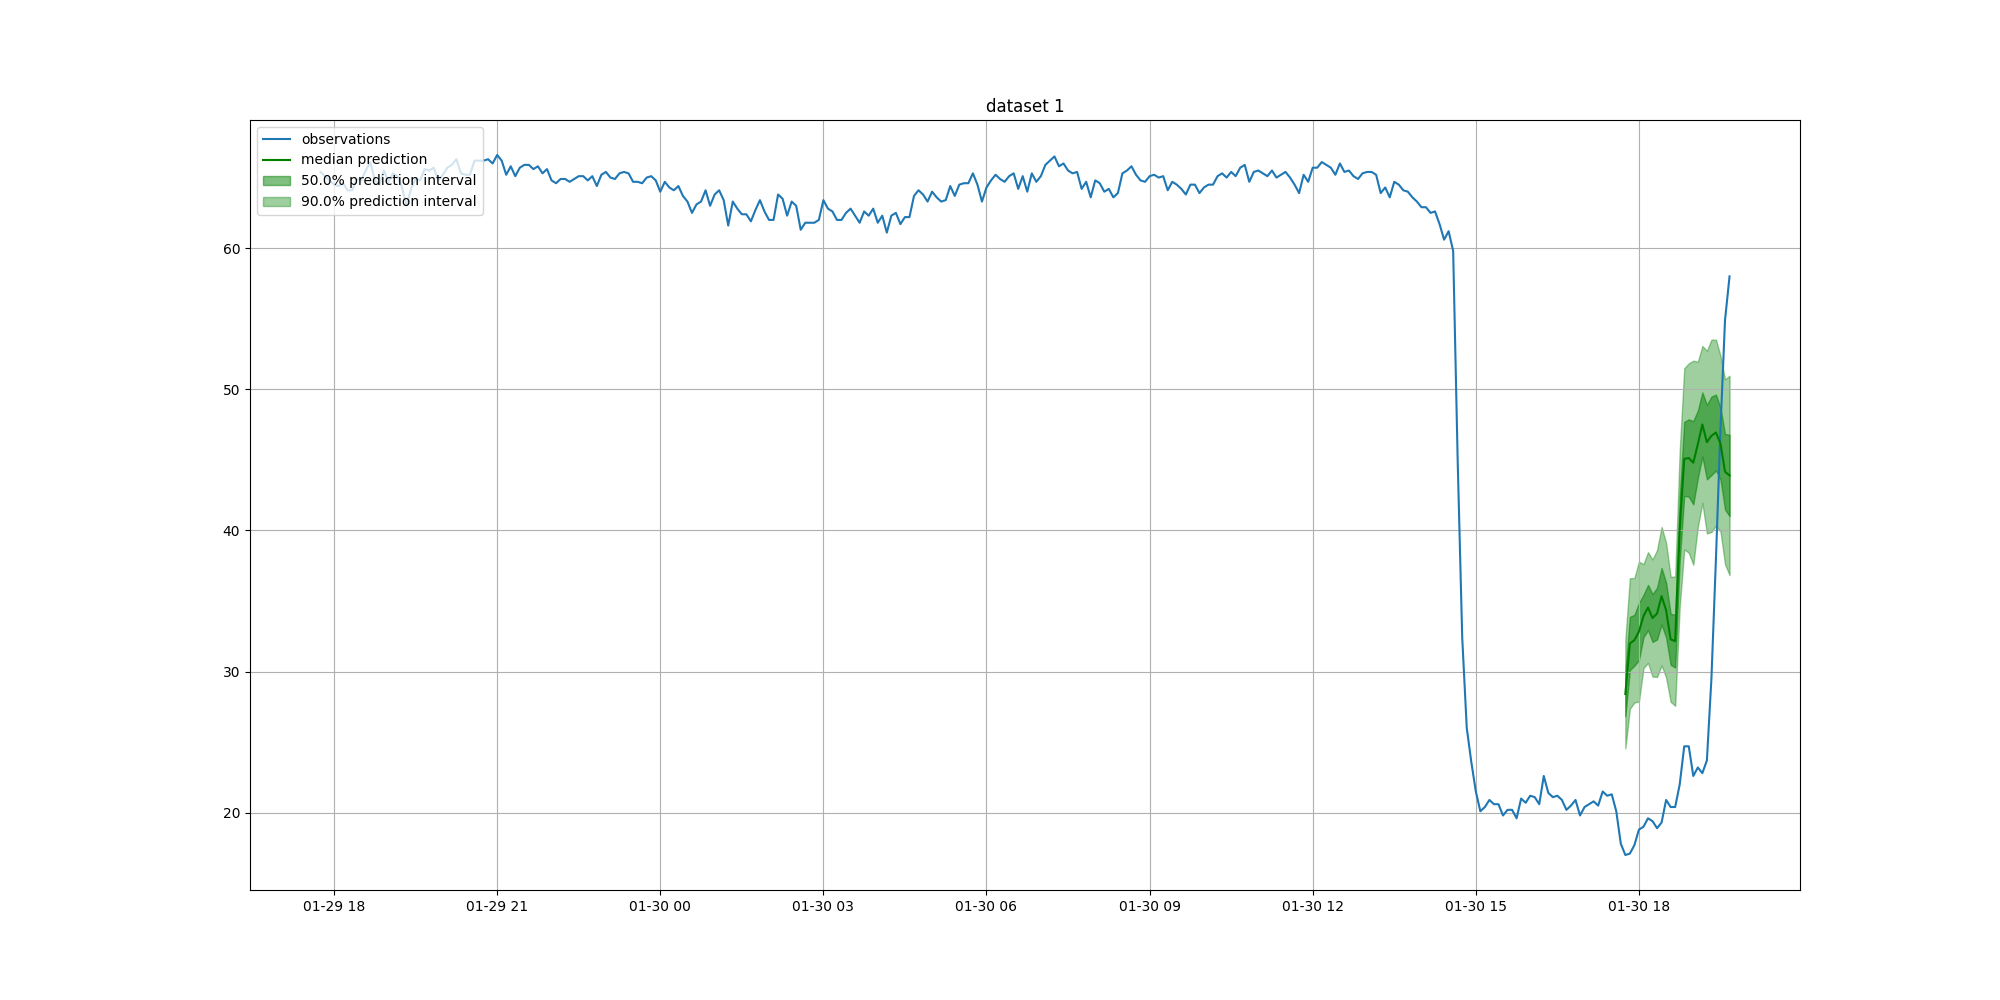 dataset 1
observations
median prediction
50.0% prediction interval
90.0% prediction interval
60
50
40
30
20
01-29 18
01-29 21
01-30 00
01-30 03
01-30 06
01-30 09
01-30 12
01-30 15
01-30 18